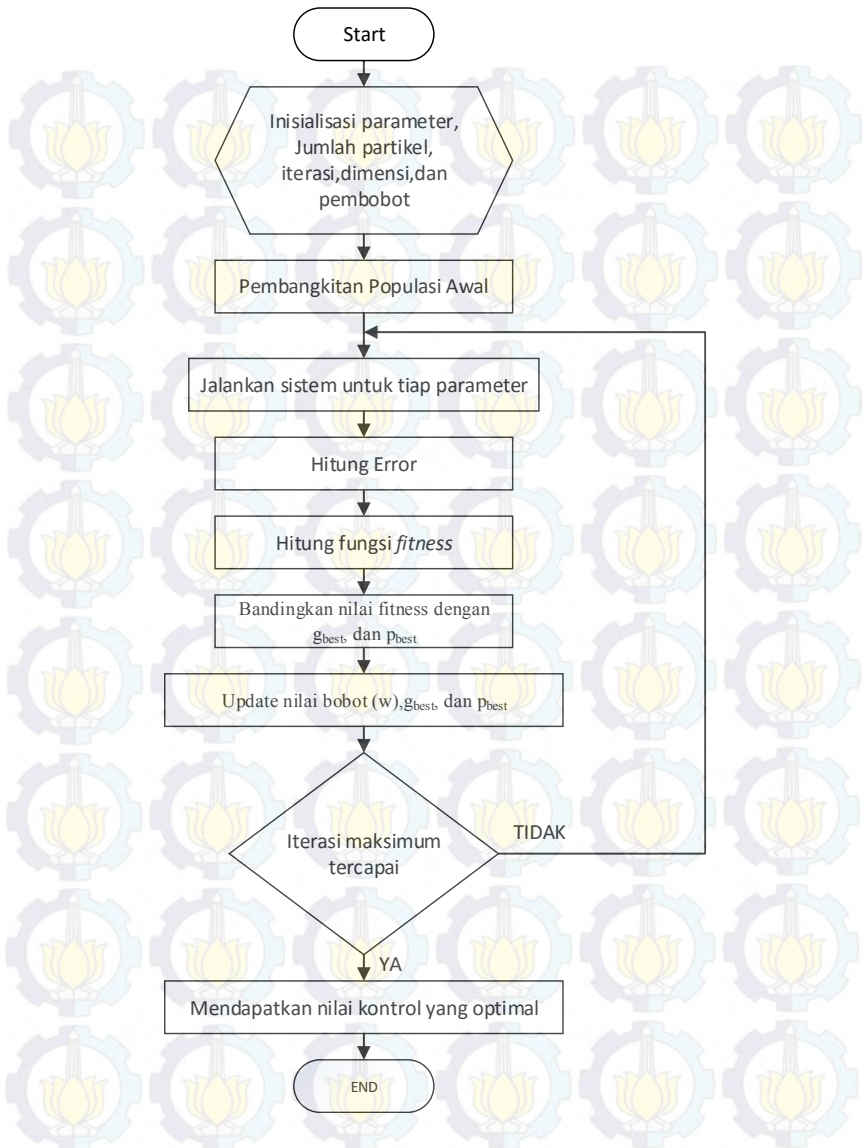 Start
Inisialisasi parameter,
Jumlah partikel,
iterasi,dimensi,dan
pembobot
Pembangkitan Populasi Awal
Jalankan sistem untuk tiap parameter
Hitung Error
Hitung fungsi fitness
Bandingkan nilai fitness dengan
gbest, dan pbest
Update nilai bobot (w),gbest, dan pbest
Iterasi maksimum
tercapai
TIDAK
YA
Mendapatkan nilai kontrol yang optimal
END